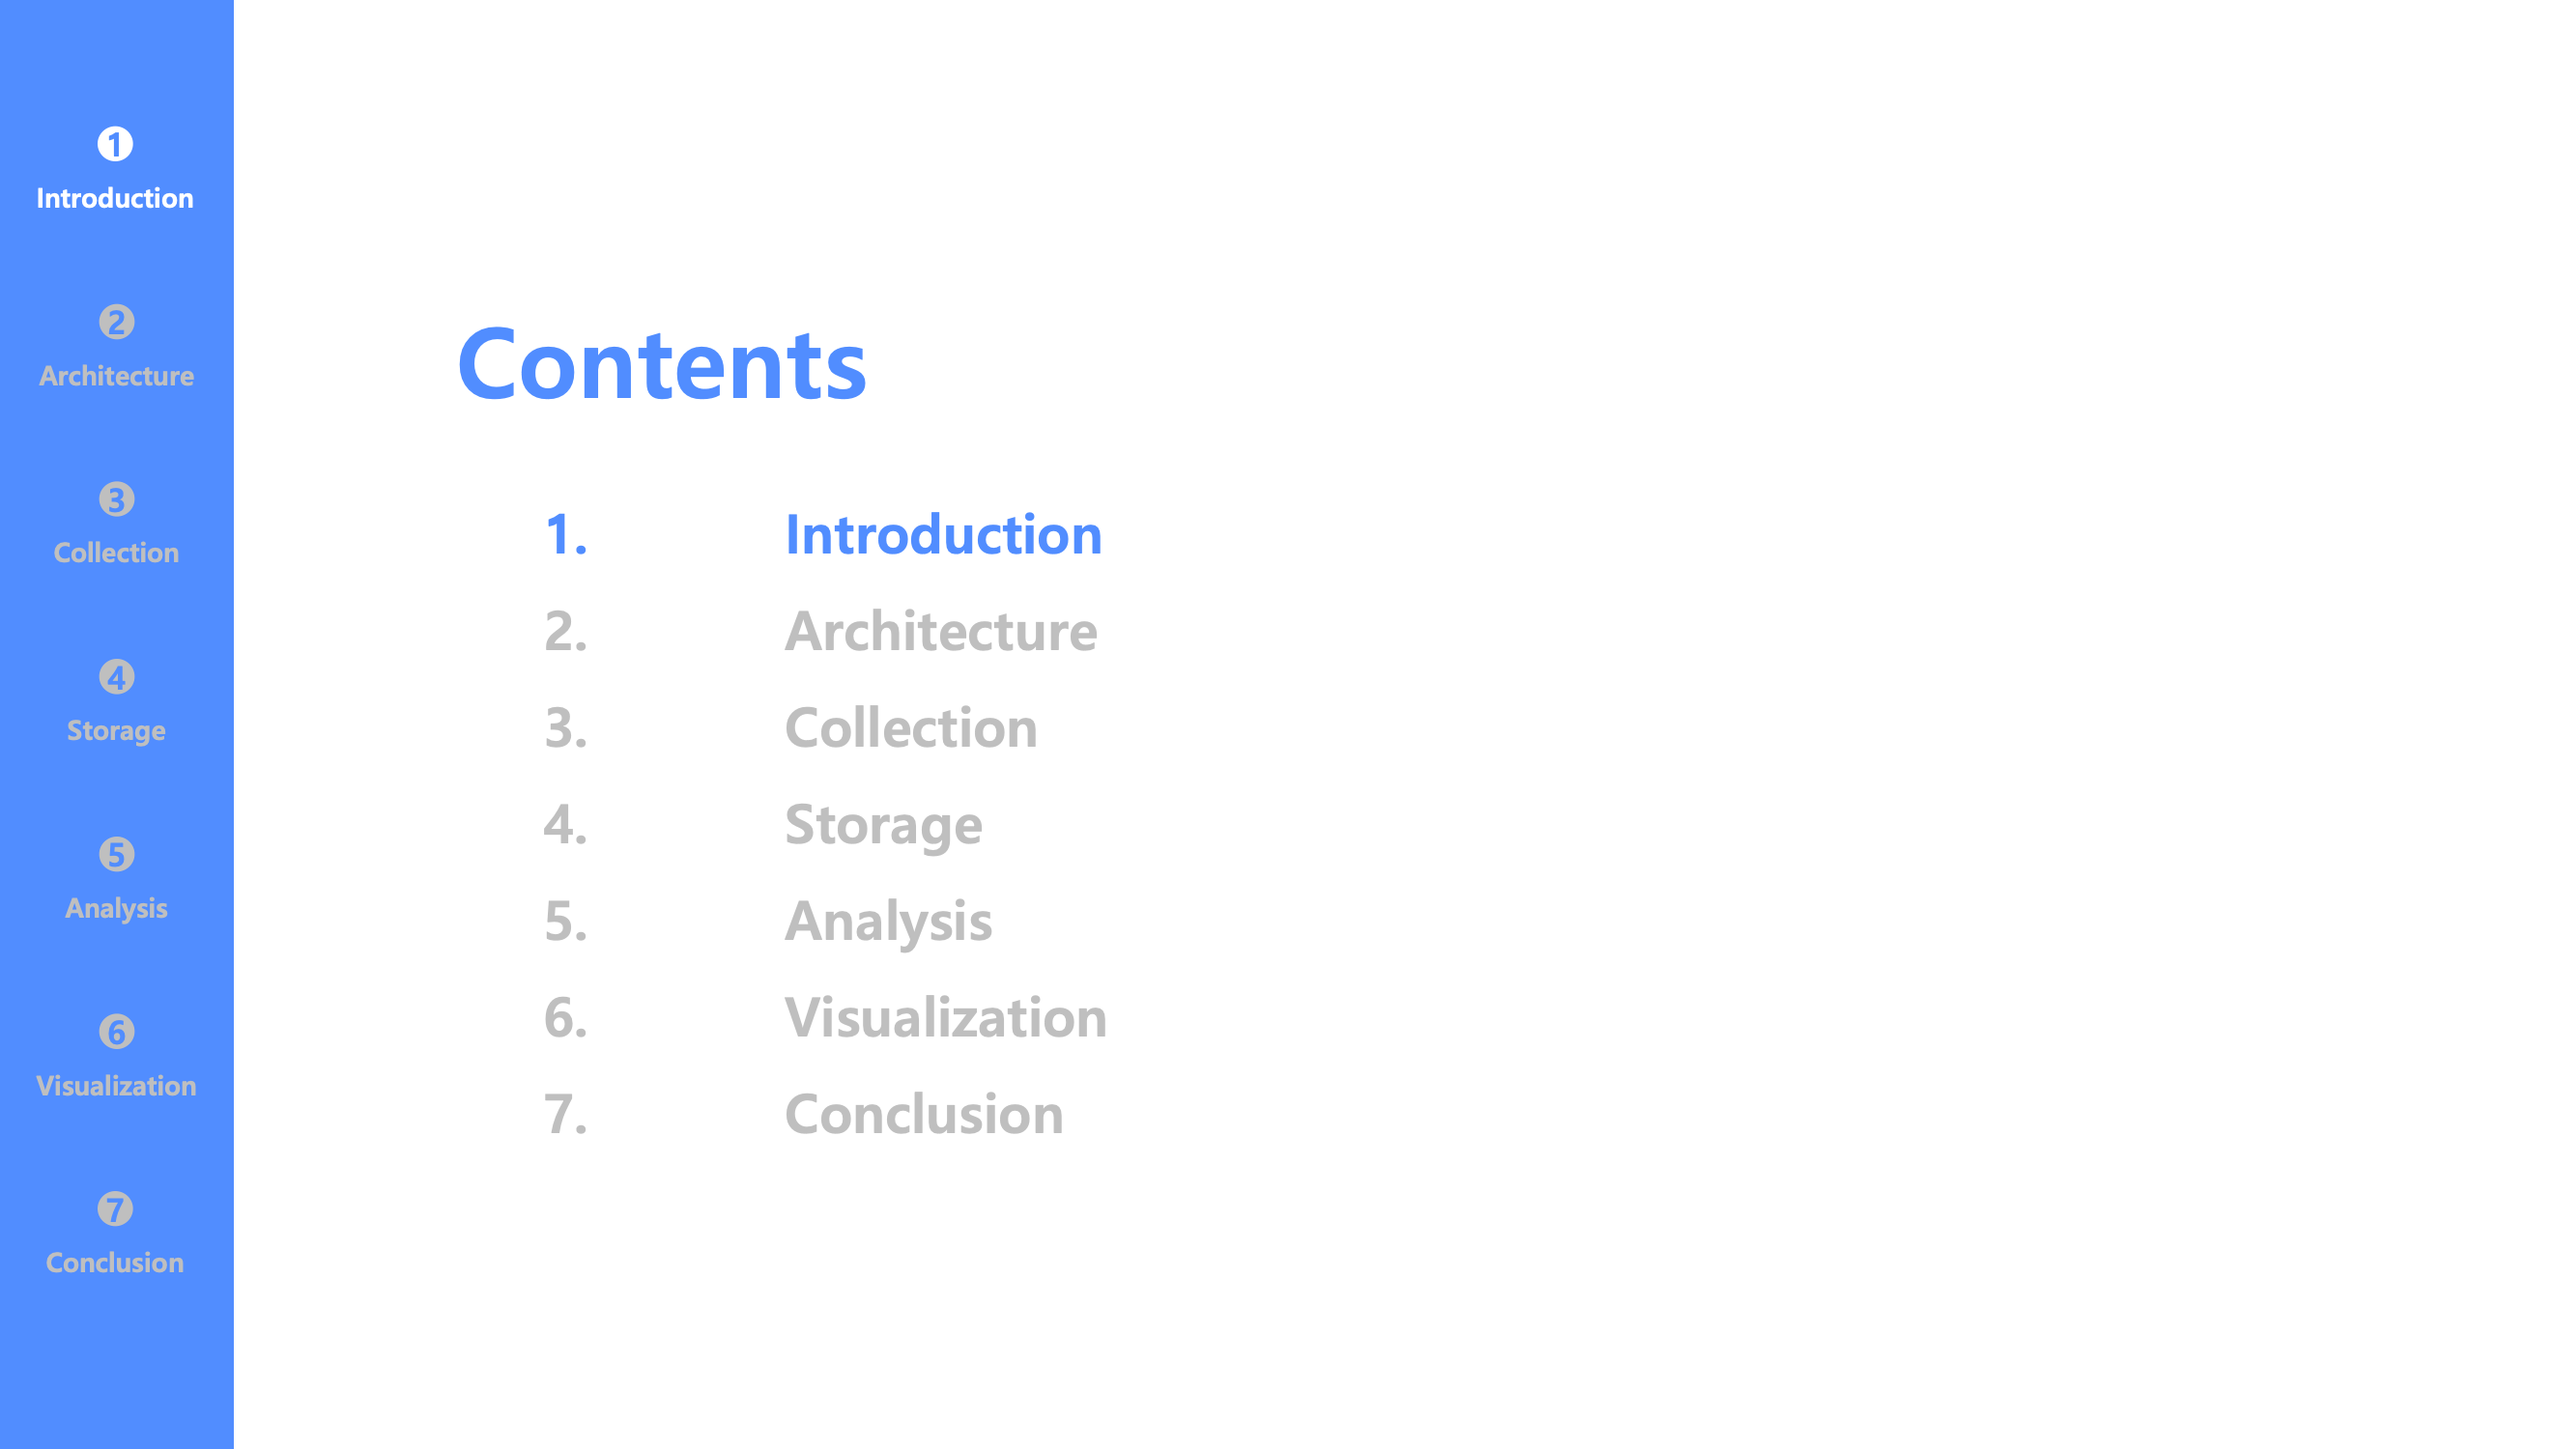 ❶
Introduction
❷
Architecture
❸
Collection
❹
Storage
❺
Analysis
❻
Visualization
❼
Conclusion
Contents
1. Introduction
2. Architecture
3. Collection
4. Storage
5. Analysis
6. Visualization
7. Conclusion